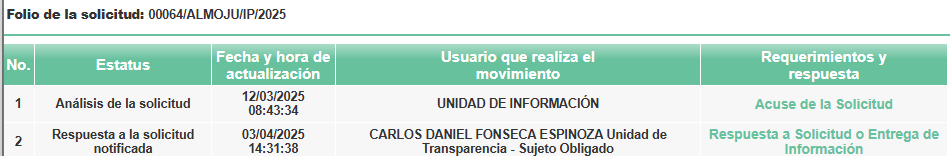 Folio de la solicitud: 00064/ALMOJU/IP/2025
No. Estatus Fecha y hora de actualización Usuario que realiza el movimiento Requerimientos y respuesta
1 Análisis de la solicitud 12/03/2025 08:43:34 UNIDAD DE INFORMACIÓN Acuse de la Solicitud
2 Respuesta a la solicitud notificada 03/04/2025 14:31:38 CARLOS DANIEL FONSECA ESPINOZA Unidad de Transparencia - Sujeto Obligado Respuesta a Solicitud o Entrega de Información